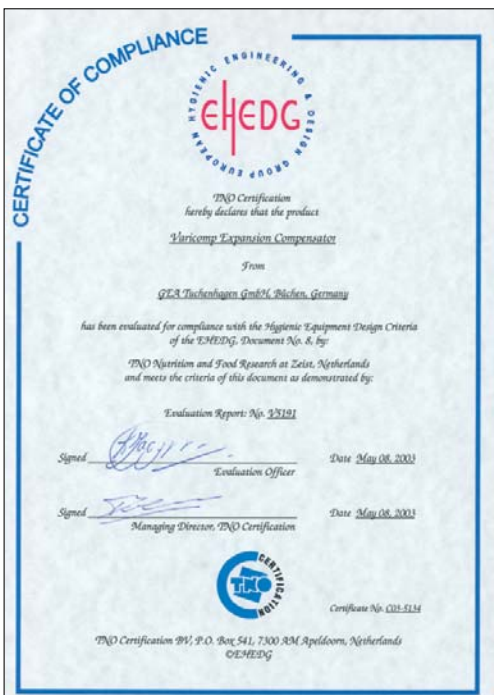 CERTIFICATE OF COMPLIANCE
EUROPEAN HYGIENIC ENGINEERING & DESIGN GROUP
EHEDG
TNO Certification
hereby declares that the product
Varicomp Expansion Compensator
From
GEA Tuchenhagen GmbH, Büchen, Germany
has been evaluated for compliance with the Hygienic Equipment Design Criteria
of the EHEDG, Document No. 8, by:
TNO Nutrition and Food Research at Zeist, Netherlands
and meets the criteria of this document as demonstrated by:
Evaluation Report: No. V5191
Signed Date May 08, 2003
Evaluation Officer
Signed Date May 08, 2003
Managing Director, TNO Certification
TNO
CERTIFICATION
Certificate No. C03-5134
TNO Certification BV, P.O. Box 541, 7300 AM Apeldoorn, Netherlands
©EHEDG